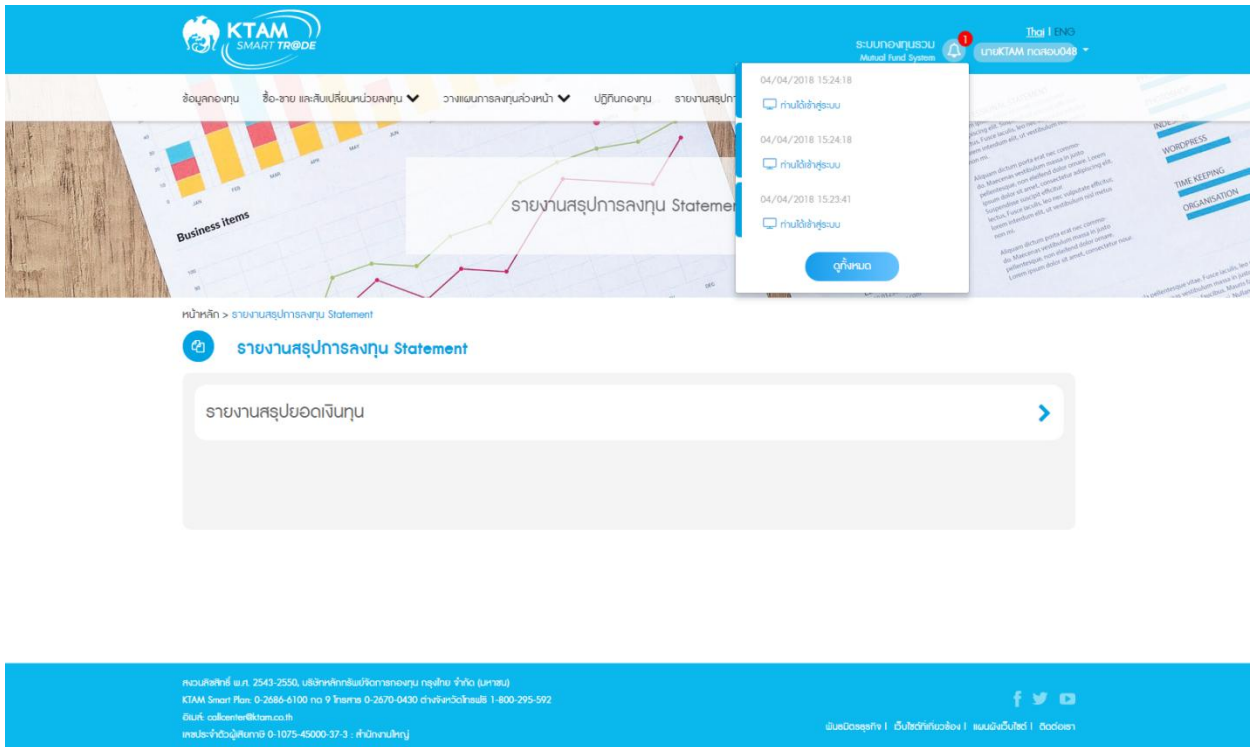 KTAM
SMART TR@DE
Thai | ENG
ระบบกองทุนรวม
Mutual Fund System
1
นายKTAM ทดสอบ048
ข้อมูลกองทุน ซื้อ-ขาย และสับเปลี่ยนหน่วยลงทุน วางแผนการลงทุนล่วงหน้า ปฏิทินกองทุน
04/04/2018 15:24:18
ท่านได้เข้าสู่ระบบ
04/04/2018 15:24:18
ท่านได้เข้าสู่ระบบ
04/04/2018 15:23:41
ท่านได้เข้าสู่ระบบ
ดูทั้งหมด
Business items
WORDPRESS
TIME KEEPING
ORGANISATION
รายงานสรุปการลงทุน
หน้าหลัก > รายงานสรุปการลงทุน Statement
รายงานสรุปการลงทุน Statement
รายงานสรุปยอดเงินทุน
สงวนลิขสิทธิ์ พ.ศ. 2543-2550, บริษัทหลักทรัพย์จัดการกองทุน กรุงไทย จำกัด (มหาชน)
KTAM Smart Plan: 0-2686-6100 กด 9 โทรสาร 0-2670-0430 ต่างจังหวัดโทรฟรี 1-800-295-592
อีเมล์: callcenter@ktam.co.th
เลขประจำตัวผู้เสียภาษี 0-1075-45000-37-3 : สำนักงานใหญ่
พันธมิตรธุรกิจ | เว็บไซต์ที่เกี่ยวข้อง | แผนผังเว็บไซต์ | ติดต่อเรา